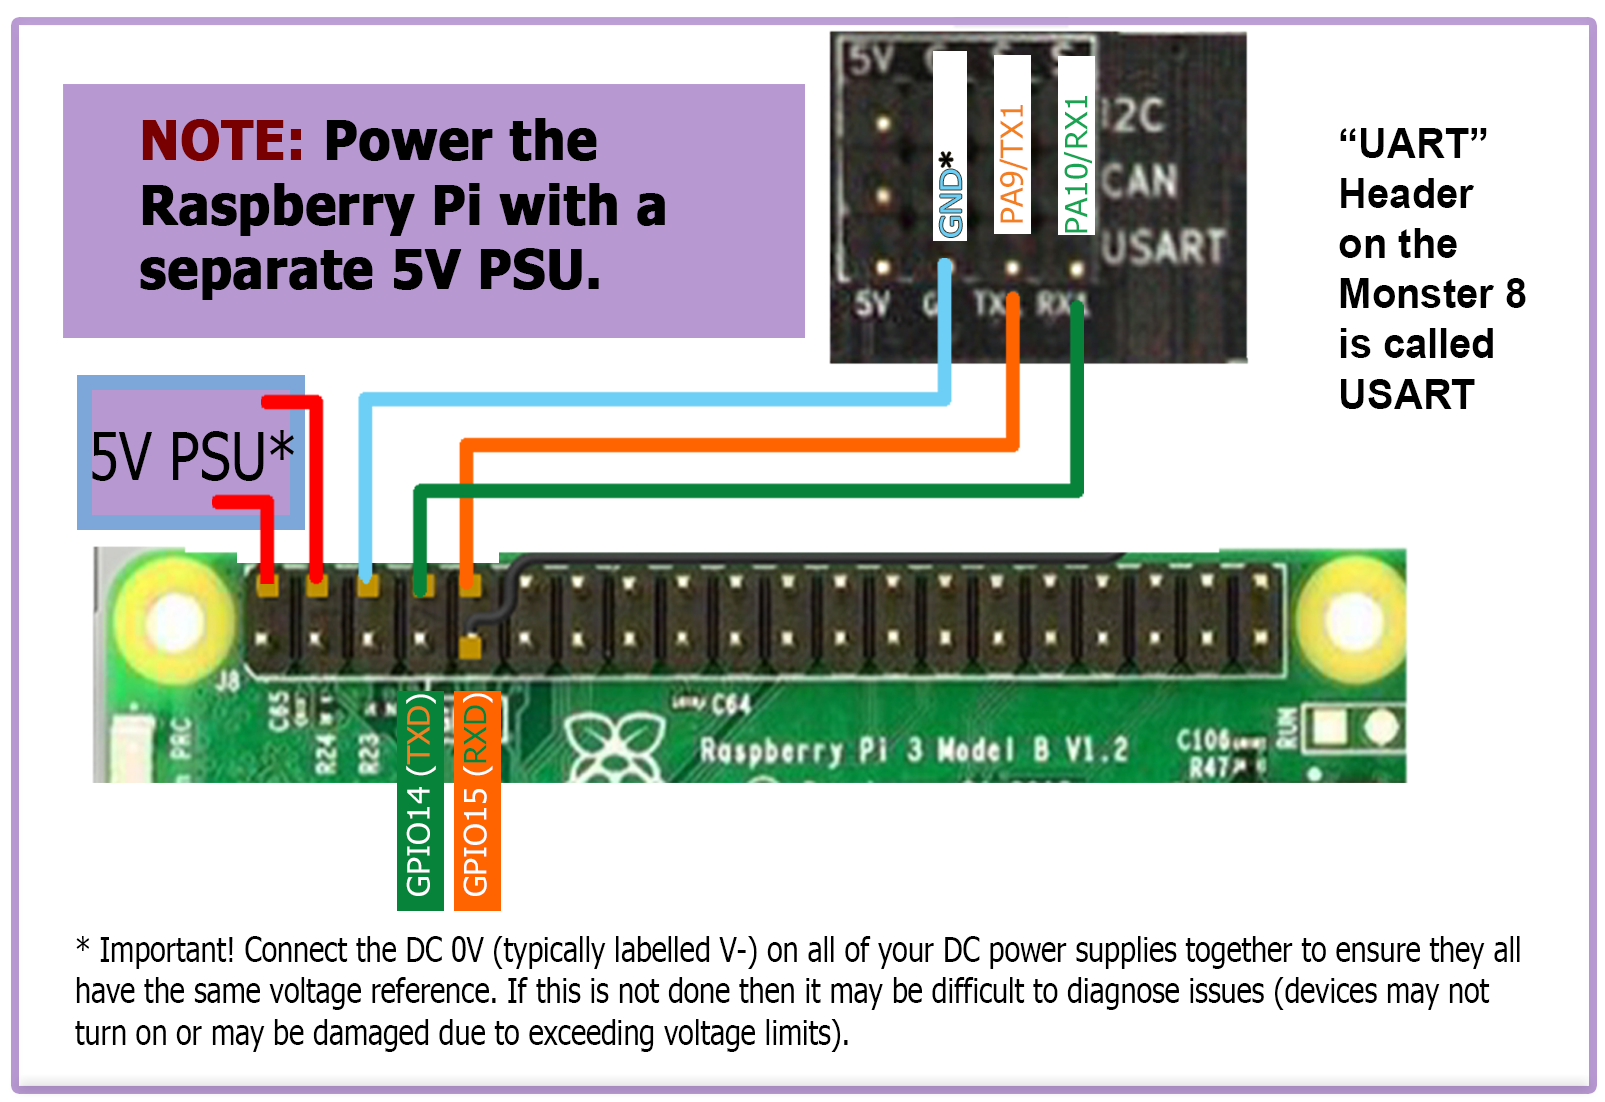 NOTE: Power the
Raspberry Pi with a
separate 5V PSU.
5V
GND*
PA9/TX1
PA10/RX1
I2C
CAN
USART
5V G TX RX
“UART”
Header
on the
Monster 8
is called
USART
5V PSU*
J8
C65
R24
R23
PRC
C64
Raspberry Pi 3 Model B V1.2
C106
R47
RUN
GPIO14 (TXD)
GPIO15 (RXD)
* Important! Connect the DC 0V (typically labelled V-) on all of your DC power supplies together to ensure they all
have the same voltage reference. If this is not done then it may be difficult to diagnose issues (devices may not
turn on or may be damaged due to exceeding voltage limits).